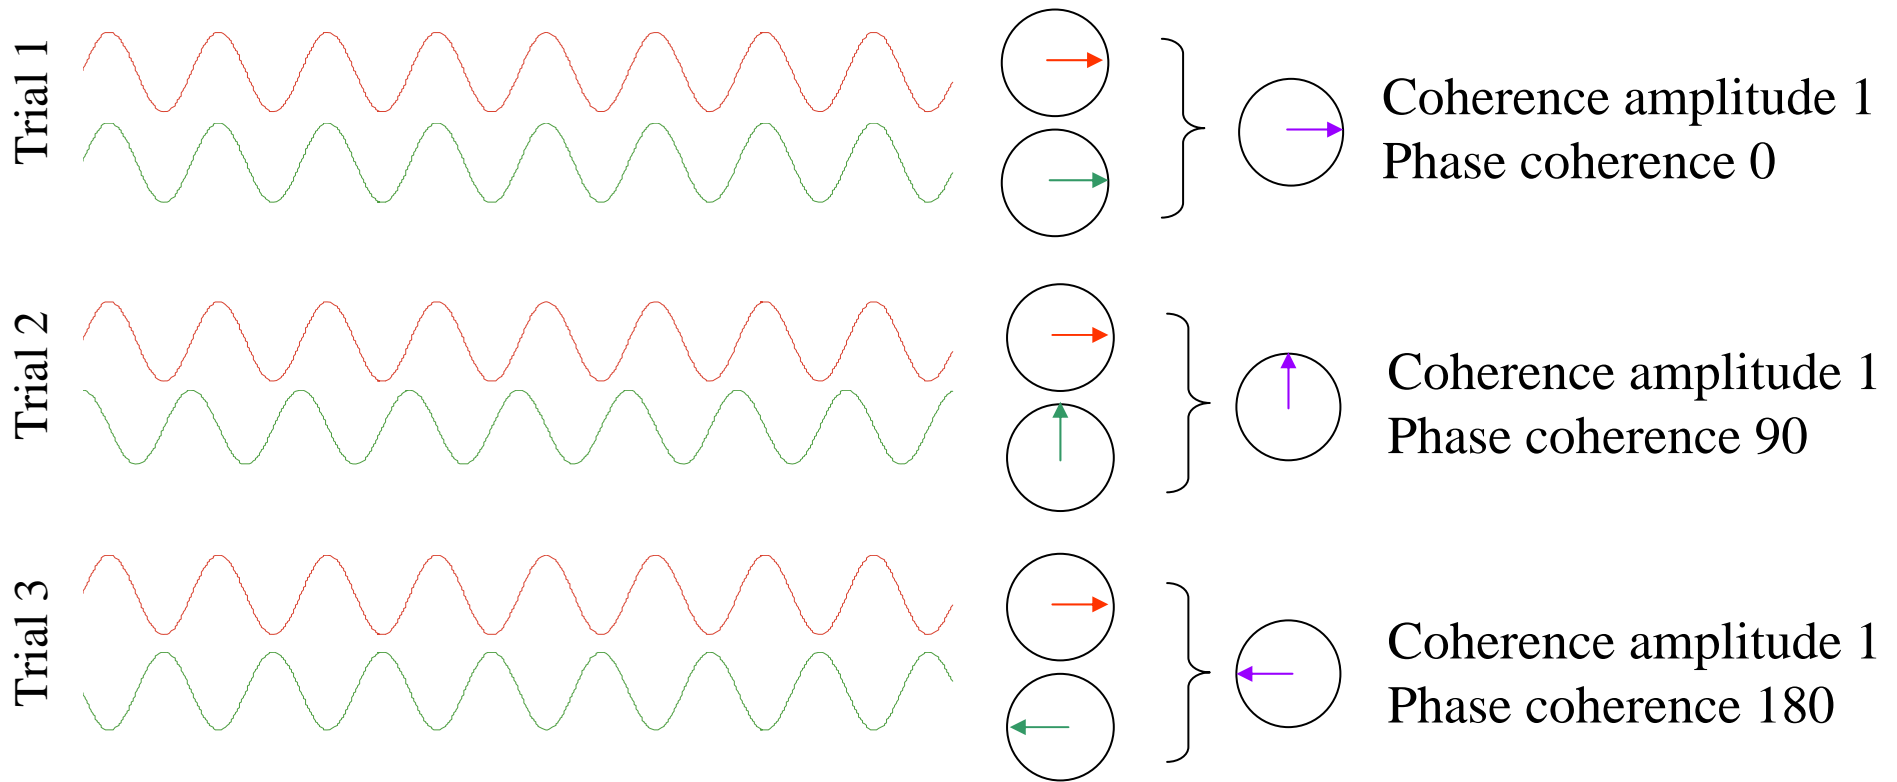 Trial 1
Coherence amplitude 1
Phase coherence 0
Trial 2
Coherence amplitude 1
Phase coherence 90
Trial 3
Coherence amplitude 1
Phase coherence 180